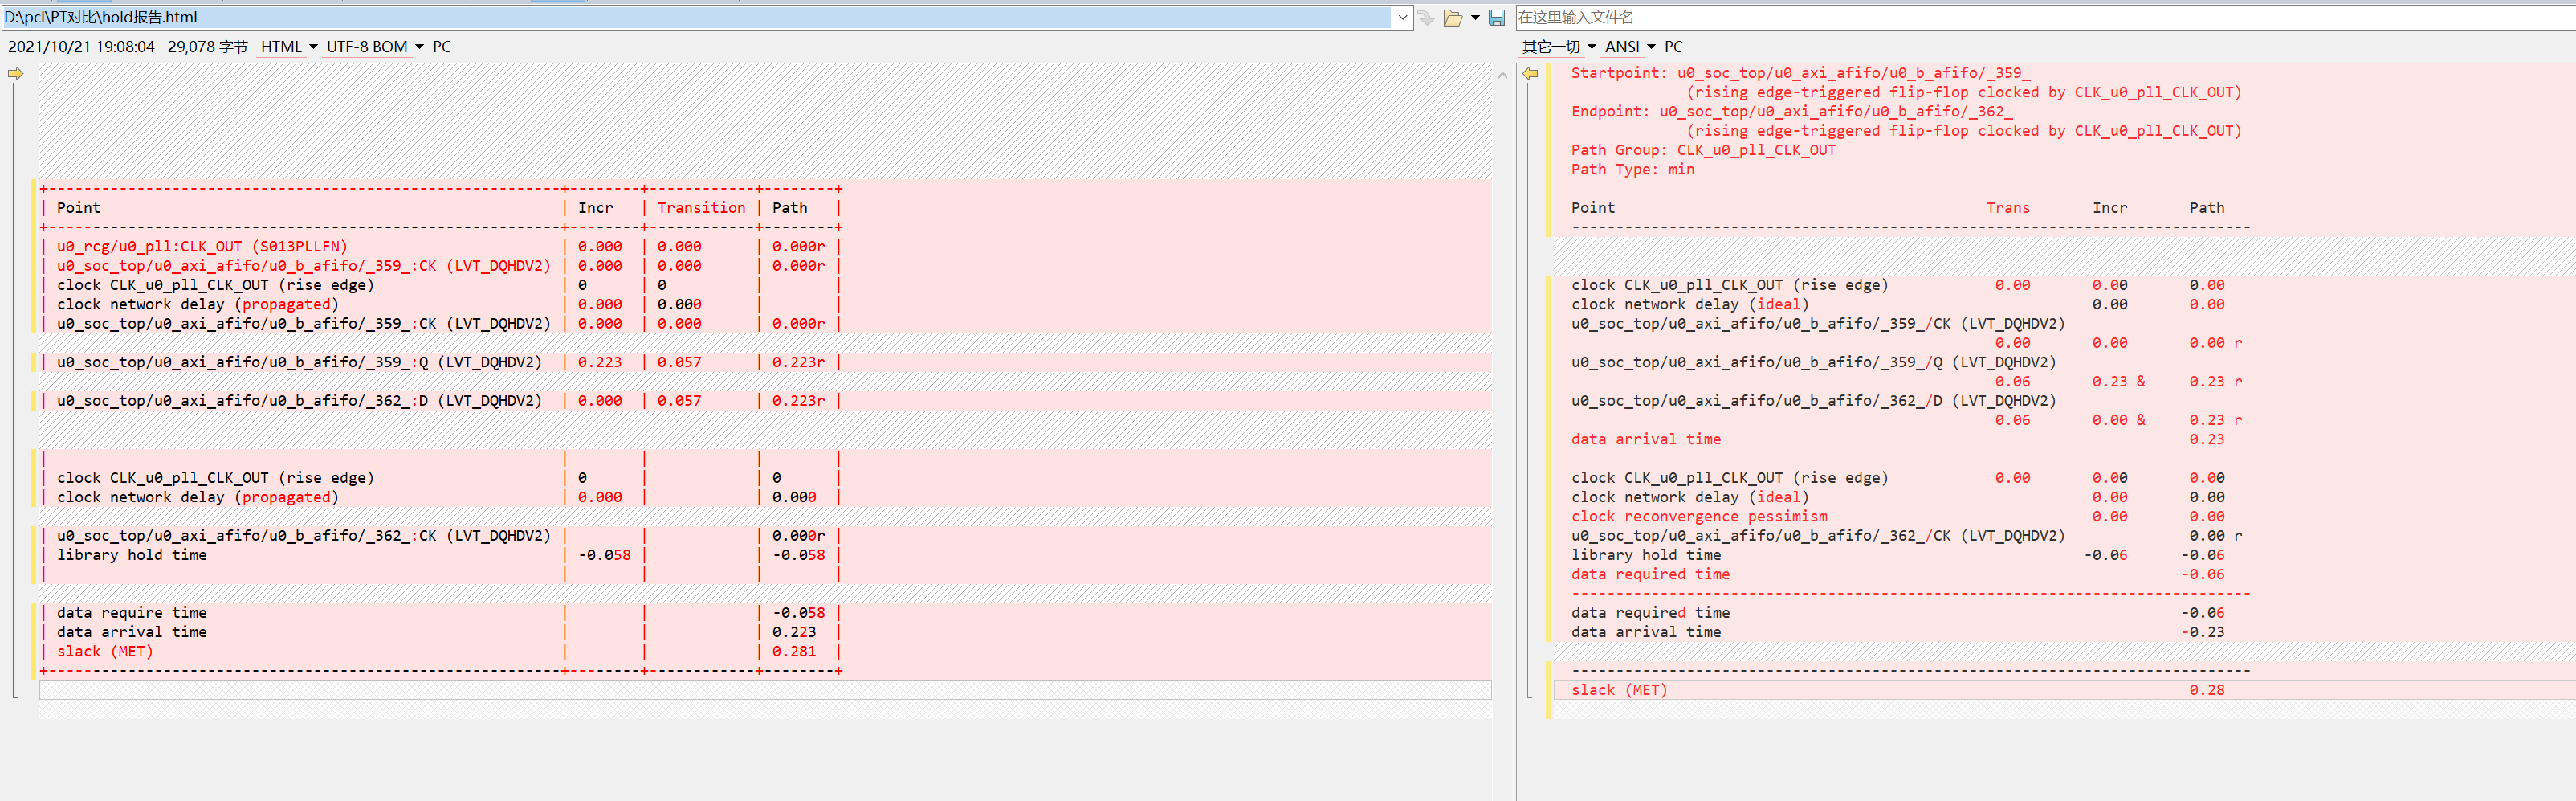 D:\pcl\PT对比\hold报告.html
2021/10/21 19:08:04 29,078 字节 HTML UTF-8 BOM PC
+----------------------------------------------------------+--------+------------+--------+
| Point | Incr | Transition | Path |
+----------------------------------------------------------+--------+------------+--------+
| u0_rcg/u0_pll:CLK_OUT (S013PLLFN) | 0.000 | 0.000 | 0.000r |
| u0_soc_top/u0_axi_afifo/u0_b_afifo/_359_:CK (LVT_DQHDV2) | 0.000 | 0.000 | 0.000r |
| clock CLK_u0_pll_CLK_OUT (rise edge) | 0 | 0 | |
| clock network delay (propagated) | 0.000 | 0.000 | |
| u0_soc_top/u0_axi_afifo/u0_b_afifo/_359_:CK (LVT_DQHDV2) | 0.000 | 0.000 | 0.000r |
| u0_soc_top/u0_axi_afifo/u0_b_afifo/_359_:Q (LVT_DQHDV2) | 0.223 | 0.057 | 0.223r |
| u0_soc_top/u0_axi_afifo/u0_b_afifo/_362_:D (LVT_DQHDV2) | 0.000 | 0.057 | 0.223r |
| | | | |
| clock CLK_u0_pll_CLK_OUT (rise edge) | 0 | | 0 |
| clock network delay (propagated) | 0.000 | | 0.000 |
| u0_soc_top/u0_axi_afifo/u0_b_afifo/_362_:CK (LVT_DQHDV2) | | | 0.000r |
| library hold time | -0.058 | | -0.058 |
| | | | |
| data require time | | | -0.058 |
| data arrival time | | | 0.223 |
| slack (MET) | | | 0.281 |
+----------------------------------------------------------+--------+------------+--------+
在这里输入文件名
其它一切 ANSI PC
Startpoint: u0_soc_top/u0_axi_afifo/u0_b_afifo/_359_
(rising edge-triggered flip-flop clocked by CLK_u0_pll_CLK_OUT)
Endpoint: u0_soc_top/u0_axi_afifo/u0_b_afifo/_362_
(rising edge-triggered flip-flop clocked by CLK_u0_pll_CLK_OUT)
Path Group: CLK_u0_pll_CLK_OUT
Path Type: min
Point Trans Incr Path
-----------------------------------------------------------------------------
clock CLK_u0_pll_CLK_OUT (rise edge) 0.00 0.00 0.00
clock network delay (ideal) 0.00 0.00
u0_soc_top/u0_axi_afifo/u0_b_afifo/_359_/CK (LVT_DQHDV2)
0.00 0.00 0.00 r
u0_soc_top/u0_axi_afifo/u0_b_afifo/_359_/Q (LVT_DQHDV2)
0.06 0.23 & 0.23 r
u0_soc_top/u0_axi_afifo/u0_b_afifo/_362_/D (LVT_DQHDV2)
0.06 0.00 & 0.23 r
data arrival time 0.23
clock CLK_u0_pll_CLK_OUT (rise edge) 0.00 0.00 0.00
clock network delay (ideal) 0.00 0.00
clock reconvergence pessimism 0.00 0.00
u0_soc_top/u0_axi_afifo/u0_b_afifo/_362_/CK (LVT_DQHDV2) 0.00 r
library hold time -0.06 -0.06
data required time -0.06
-----------------------------------------------------------------------------
data required time -0.06
data arrival time -0.23
-----------------------------------------------------------------------------
slack (MET) 0.28